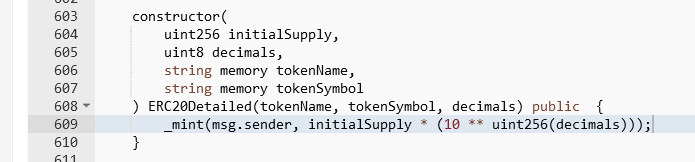 602
603 constructor(
604 uint256 initialSupply,
605 uint8 decimals,
606 string memory tokenName,
607 string memory tokenSymbol
608 ) ERC20Detailed(tokenName, tokenSymbol, decimals) public {
609 _mint(msg.sender, initialSupply * (10 ** uint256(decimals)));
610 }
611